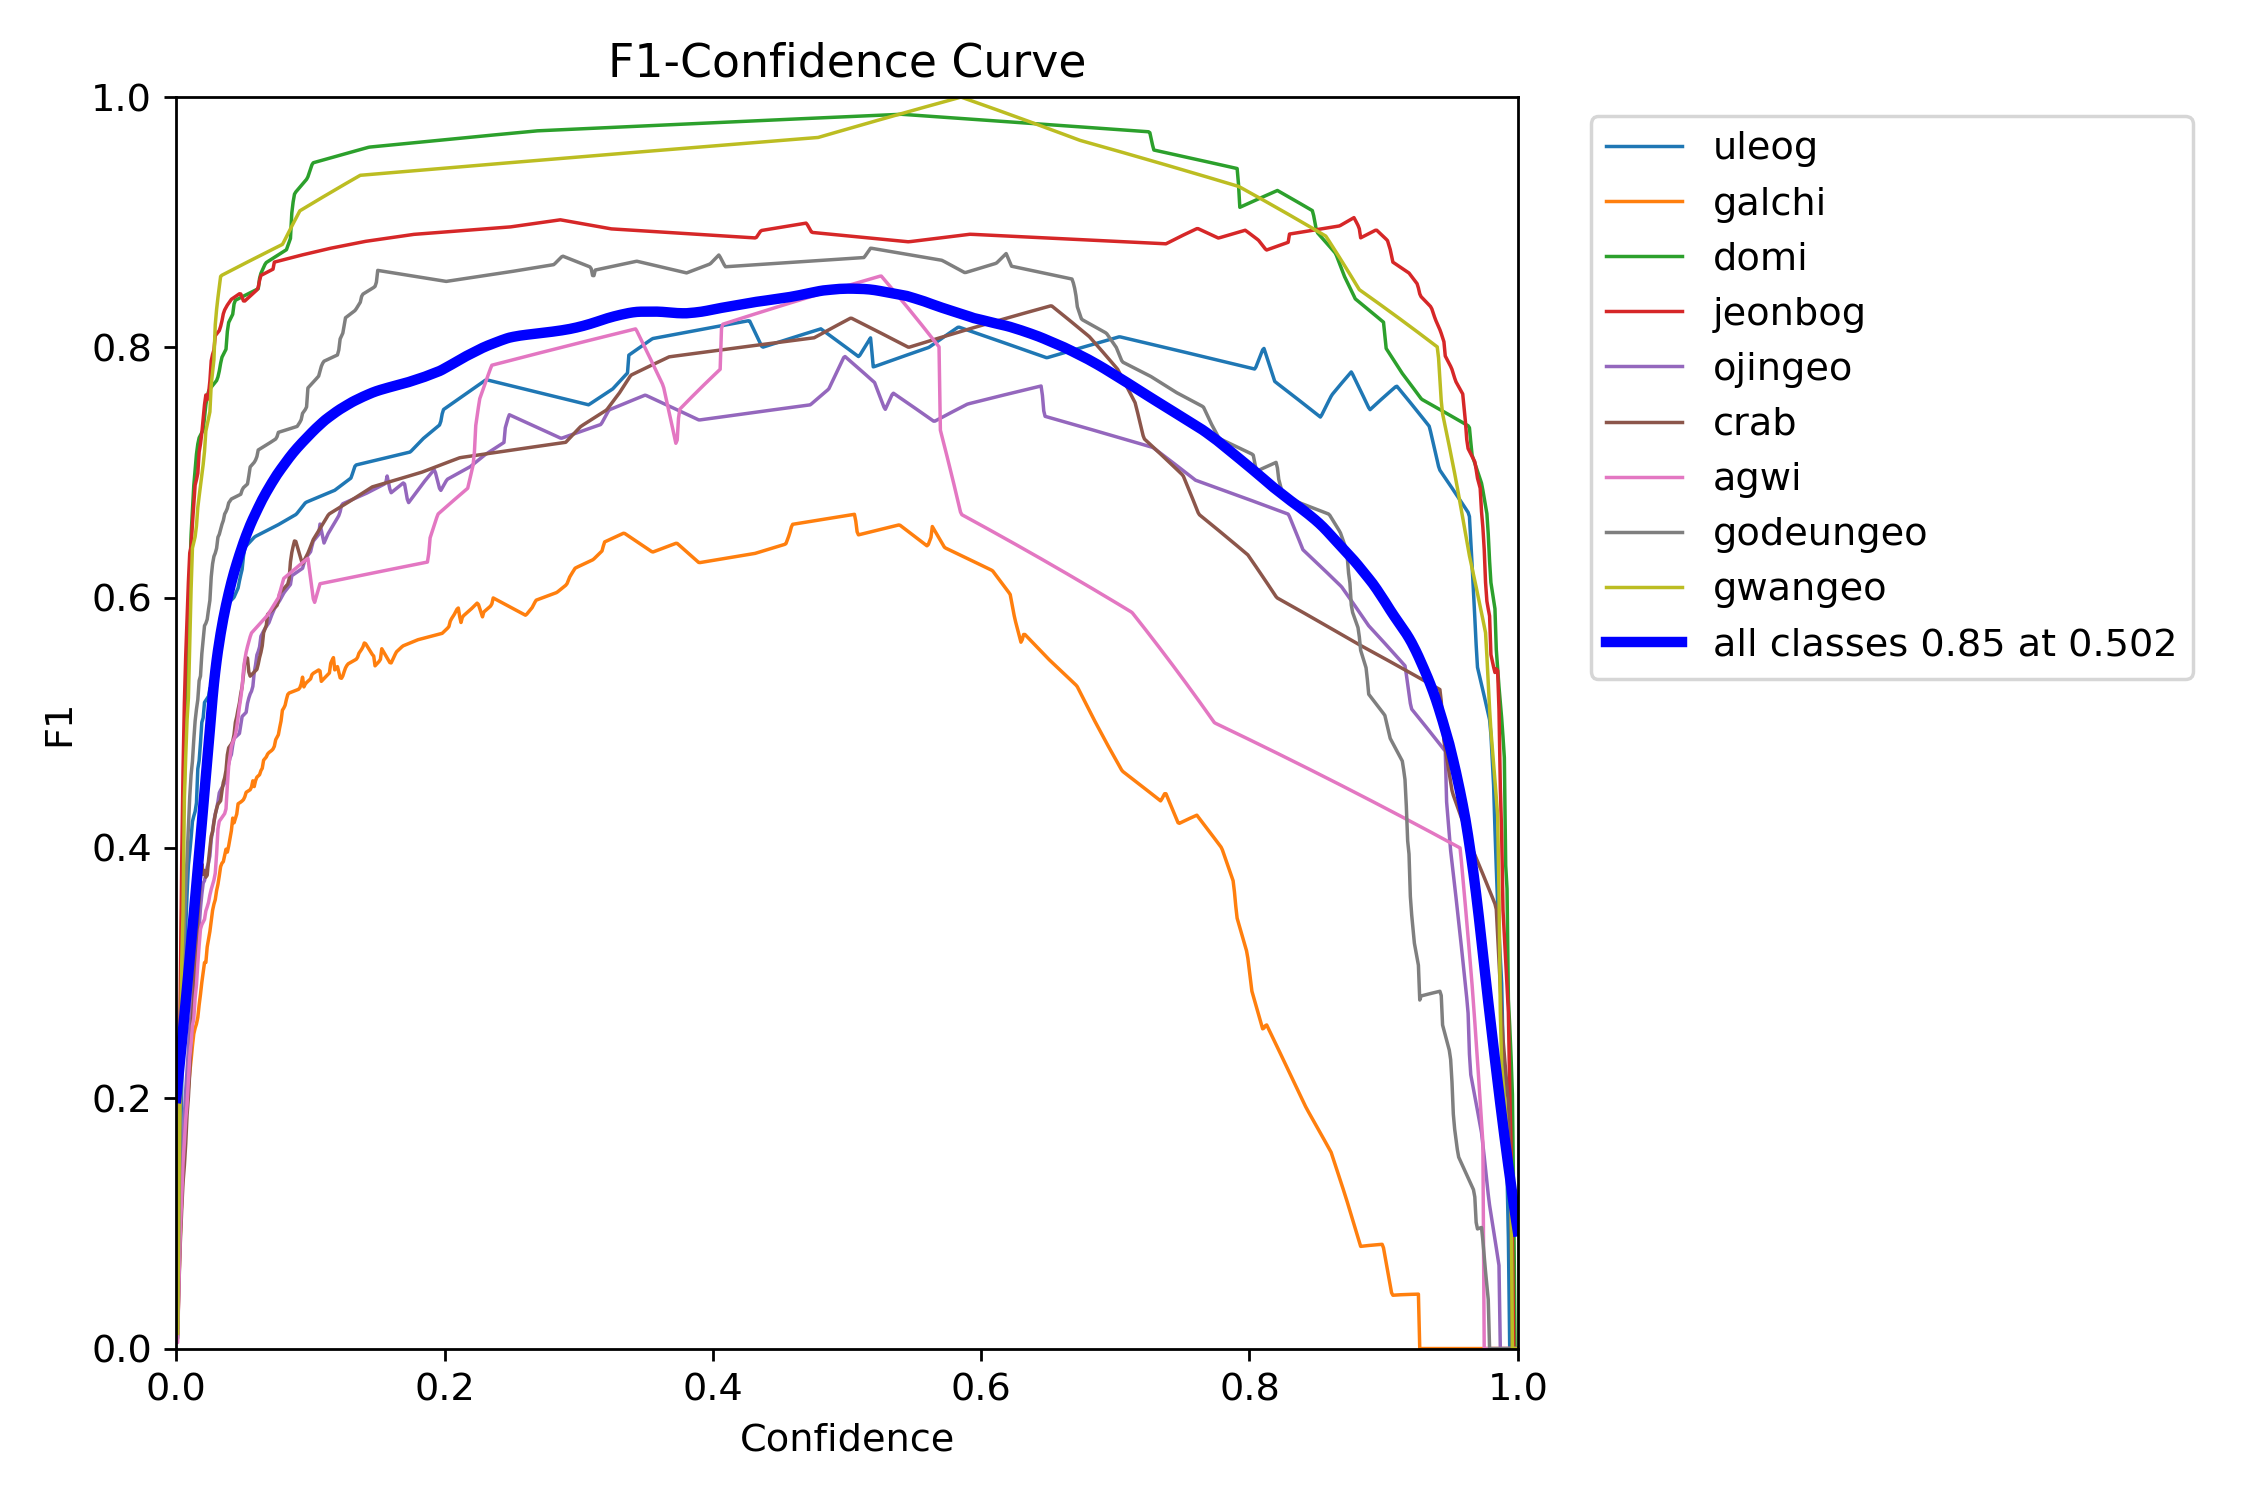 F1-Confidence Curve
1.0
0.8
0.6
0.4
0.2
0.0
F1
0.0 0.2 0.4 0.6 0.8 1.0
Confidence
uleog
galchi
domi
jeonbog
ojingeo
crab
agwi
godeungeo
gwangeo
all classes 0.85 at 0.502